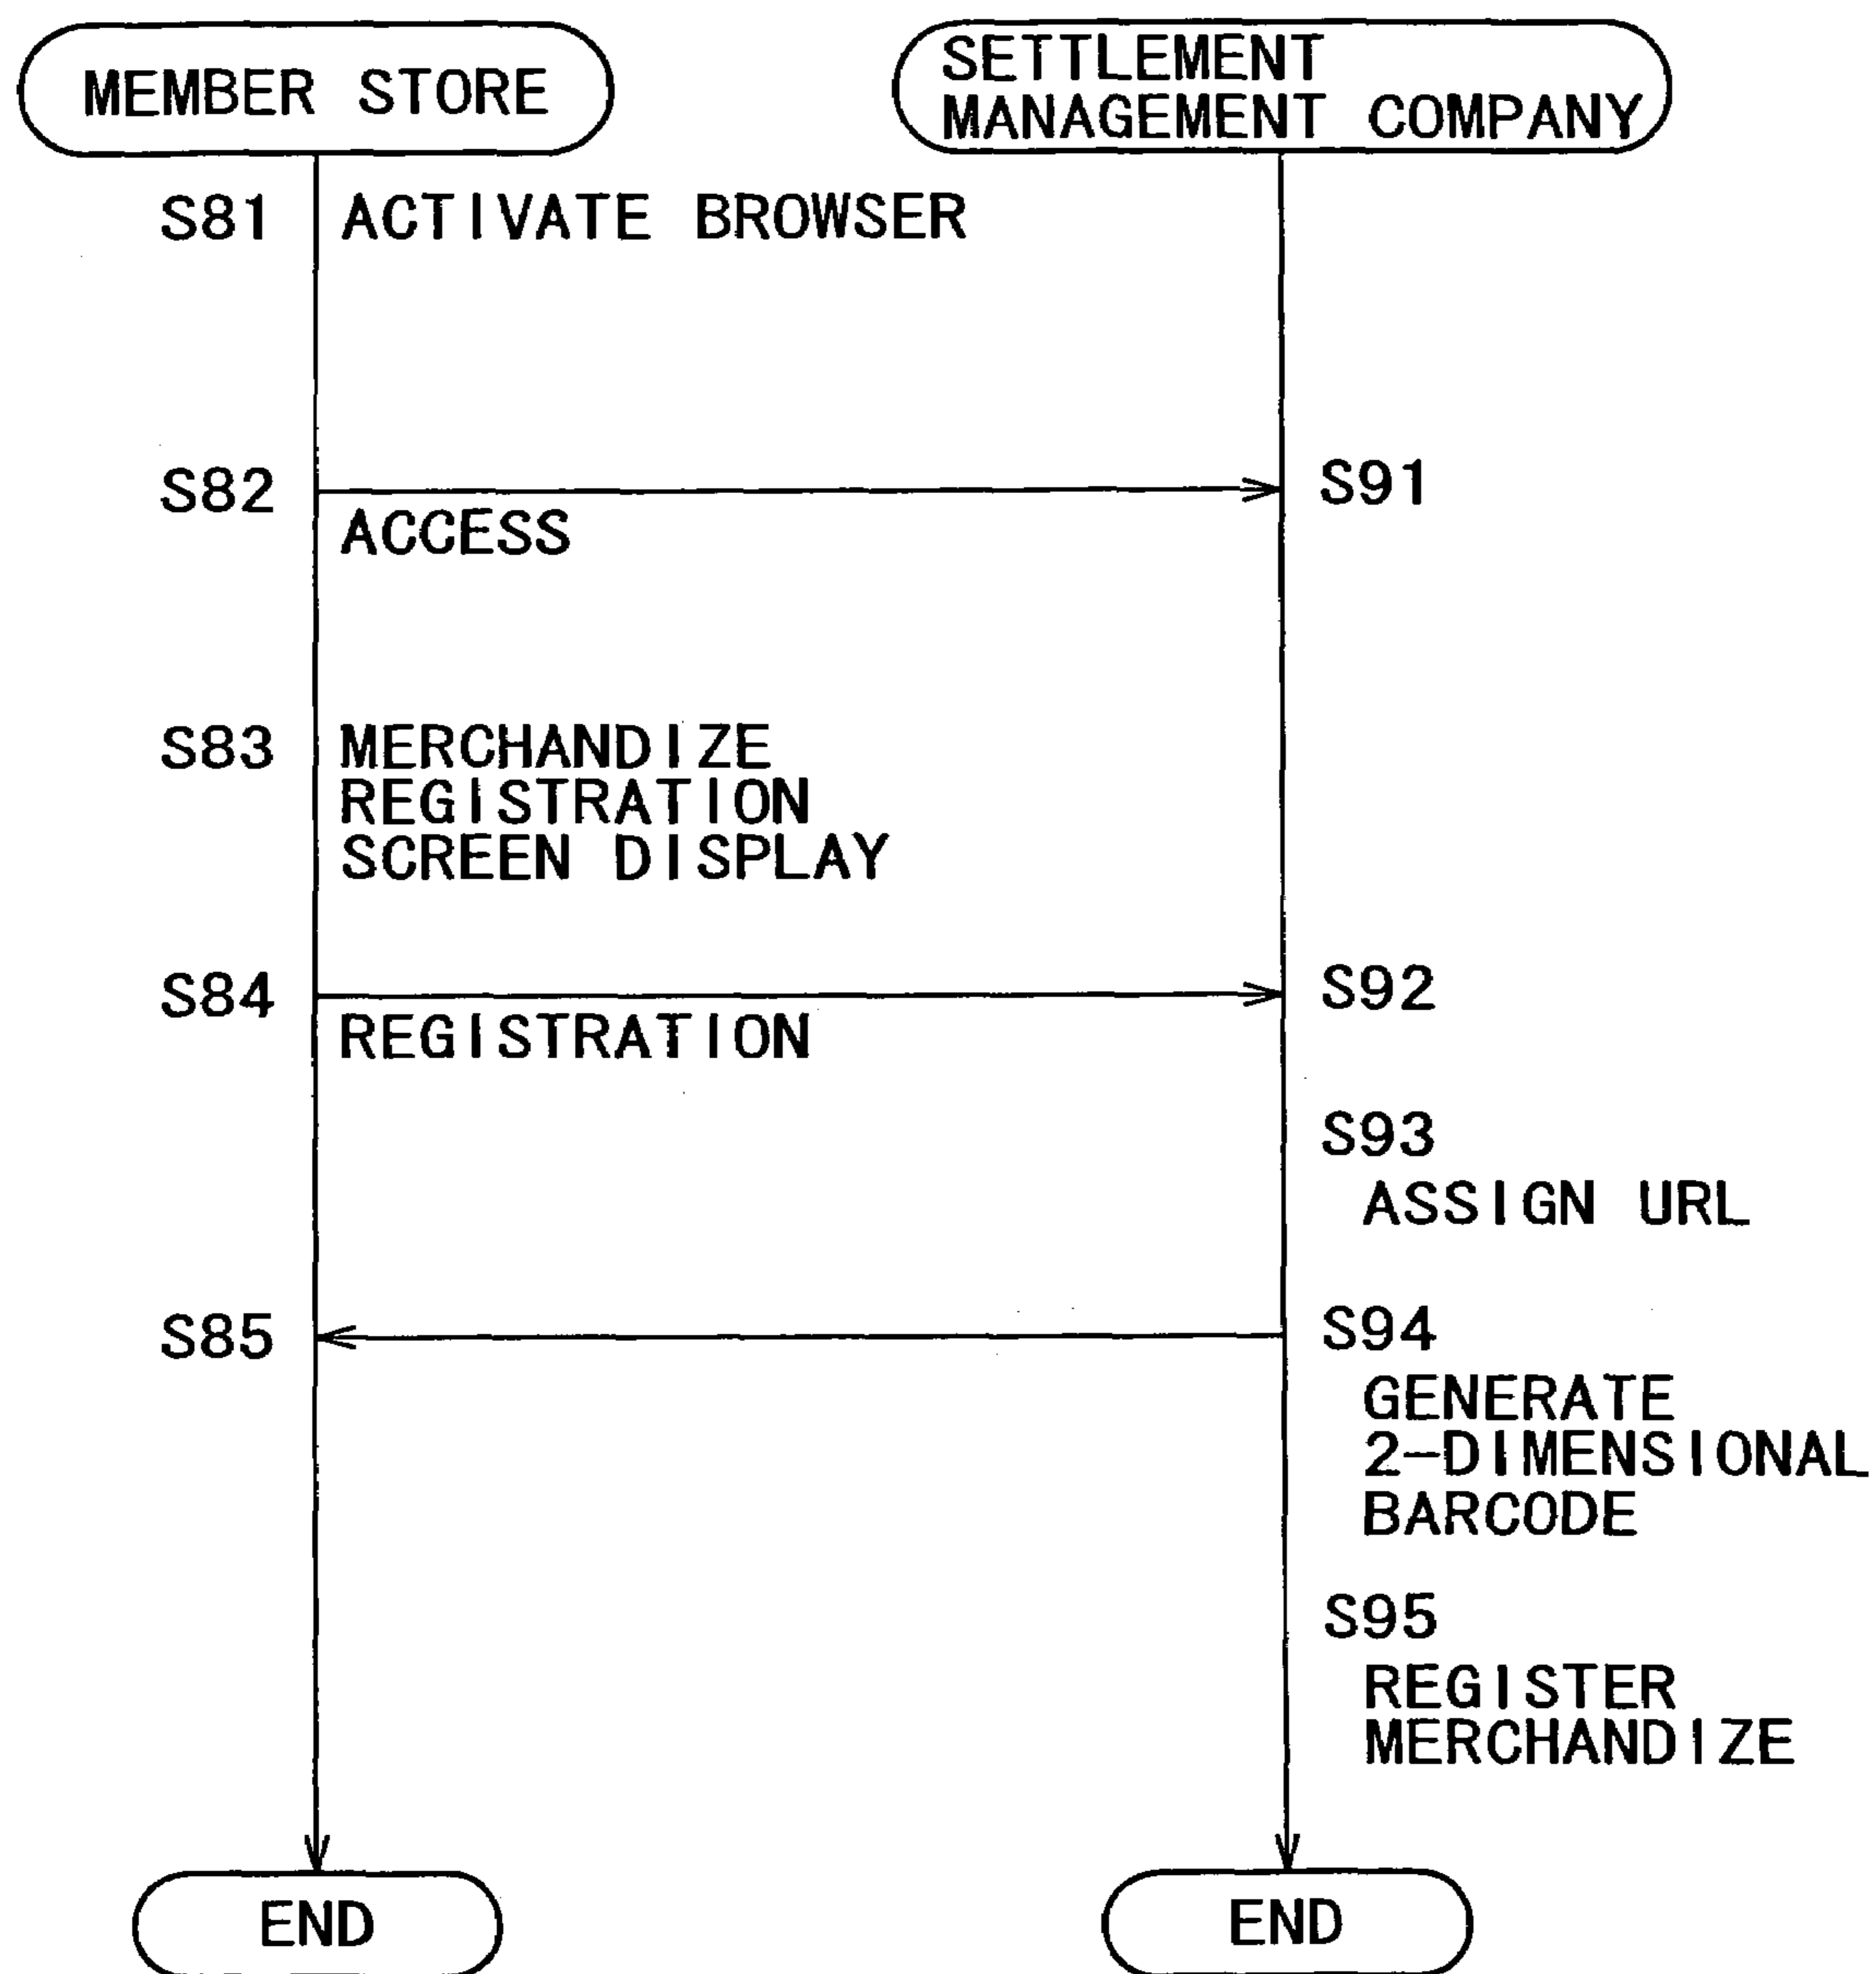 MEMBER STORE
SETTLEMENT
MANAGEMENT COMPANY
S81 ACTIVATE BROWSER
S82 S91
ACCESS
S83 MERCHANDIZE
REGISTRATION
SCREEN DISPLAY
S84 S92
REGISTRATION
S93
ASSIGN URL
S85 S94
GENERATE
2-DIMENSIONAL
BARCODE
S95
REGISTER
MERCHANDIZE
END END